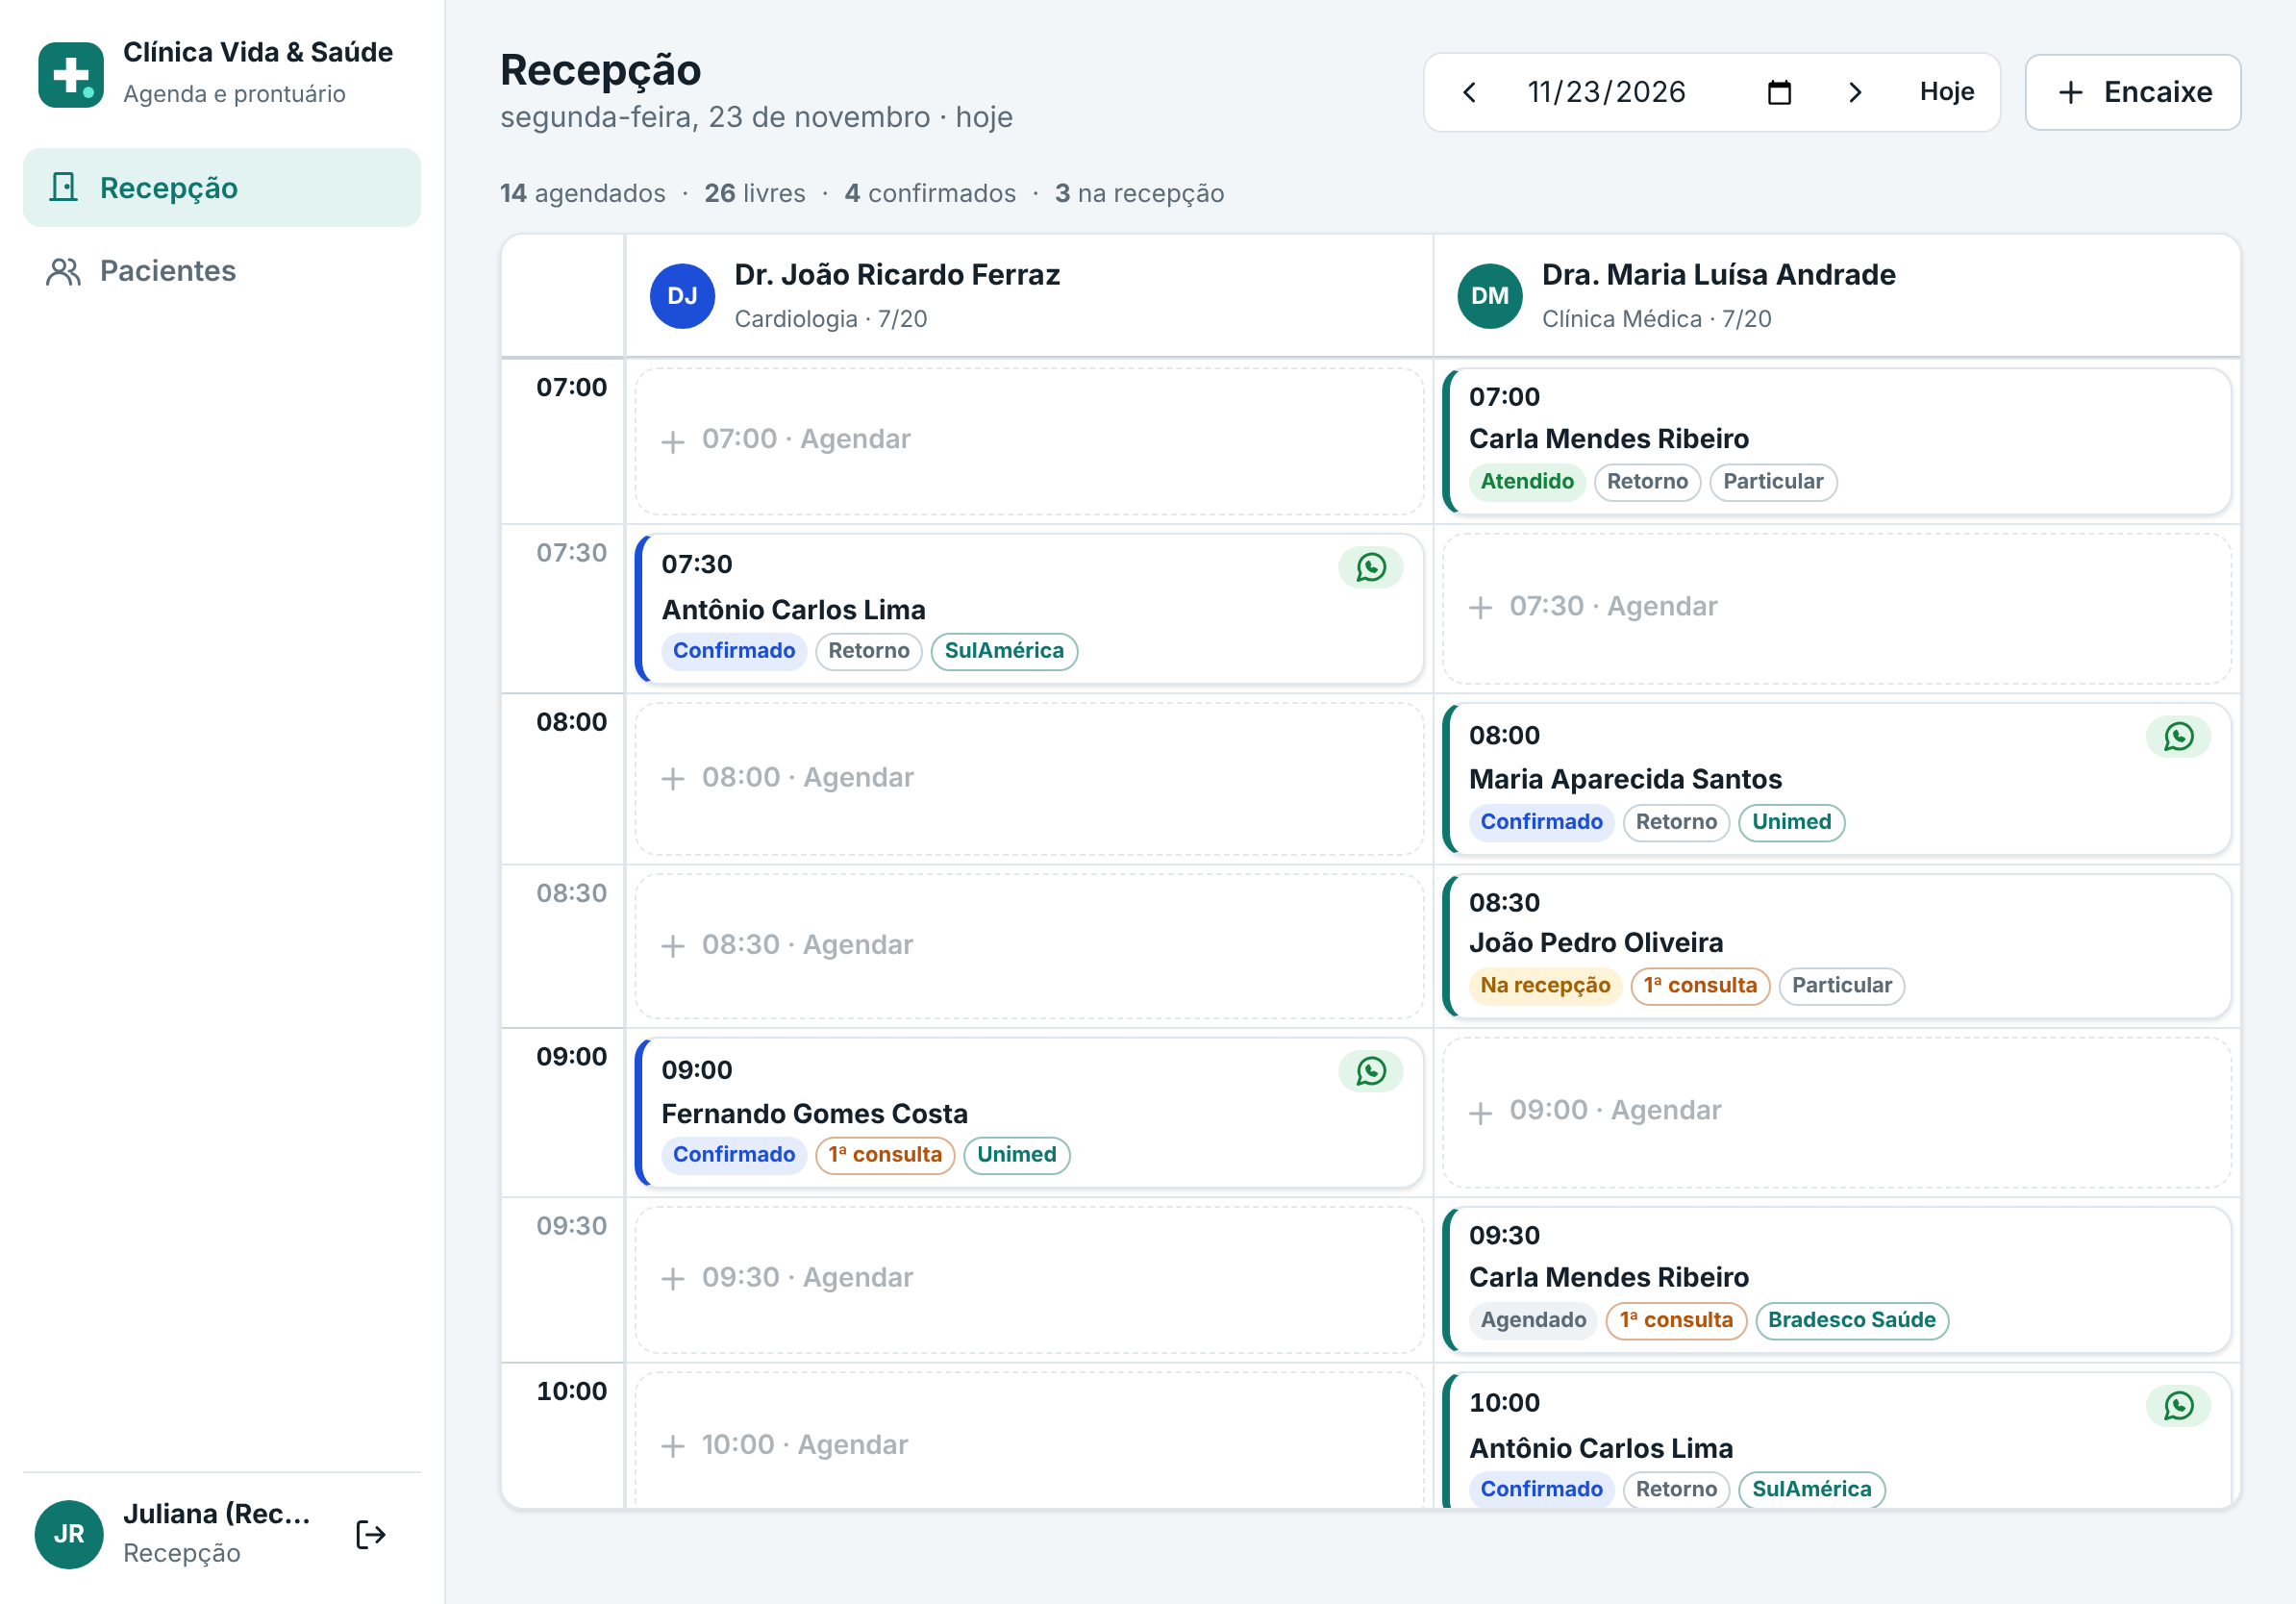 Clínica Vida & Saúde
Agenda e prontuário
Recepção
Pacientes
Juliana (Rec...
JR
Recepção
Recepção
segunda-feira, 23 de novembro · hoje
11/23/2026
Hoje
+ Encaixe
14 agendados · 26 livres · 4 confirmados · 3 na recepção
DJ
Dr. João Ricardo Ferraz
Cardiologia · 7/20
DM
Dra. Maria Luísa Andrade
Clínica Médica · 7/20
07:00
+ 07:00 · Agendar
07:00
Carla Mendes Ribeiro
Atendido Retorno Particular
07:30
07:30
Antônio Carlos Lima
Confirmado Retorno SulAmérica
+ 07:30 · Agendar
08:00
+ 08:00 · Agendar
08:00
Maria Aparecida Santos
Confirmado Retorno Unimed
08:30
+ 08:30 · Agendar
08:30
João Pedro Oliveira
Na recepção 1ª consulta Particular
09:00
09:00
Fernando Gomes Costa
Confirmado 1ª consulta Unimed
+ 09:00 · Agendar
09:30
+ 09:30 · Agendar
09:30
Carla Mendes Ribeiro
Agendado 1ª consulta Bradesco Saúde
10:00
+ 10:00 · Agendar
10:00
Antônio Carlos Lima
Confirmado Retorno SulAmérica